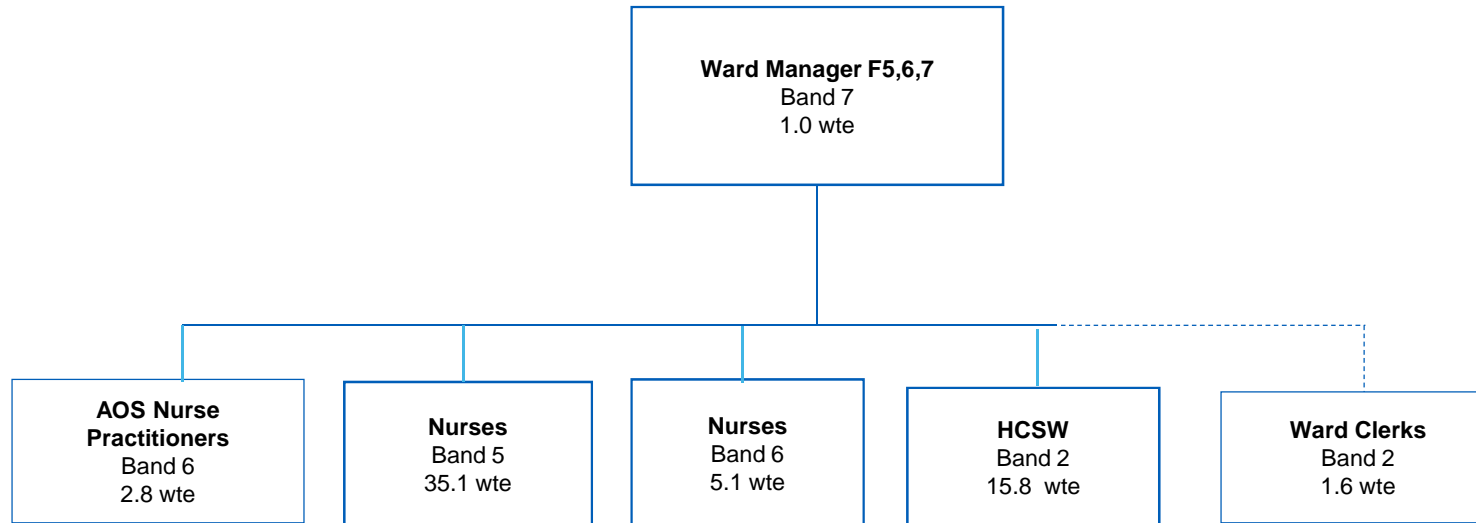 Ward Manager F5,6,7
Band 7
1.0 wte
AOS Nurse
Practitioners
Band 6
2.8 wte
Nurses
Band 5
35.1 wte
Nurses
Band 6
5.1 wte
HCSW
Band 2
15.8 wte
Ward Clerks
Band 2
1.6 wte